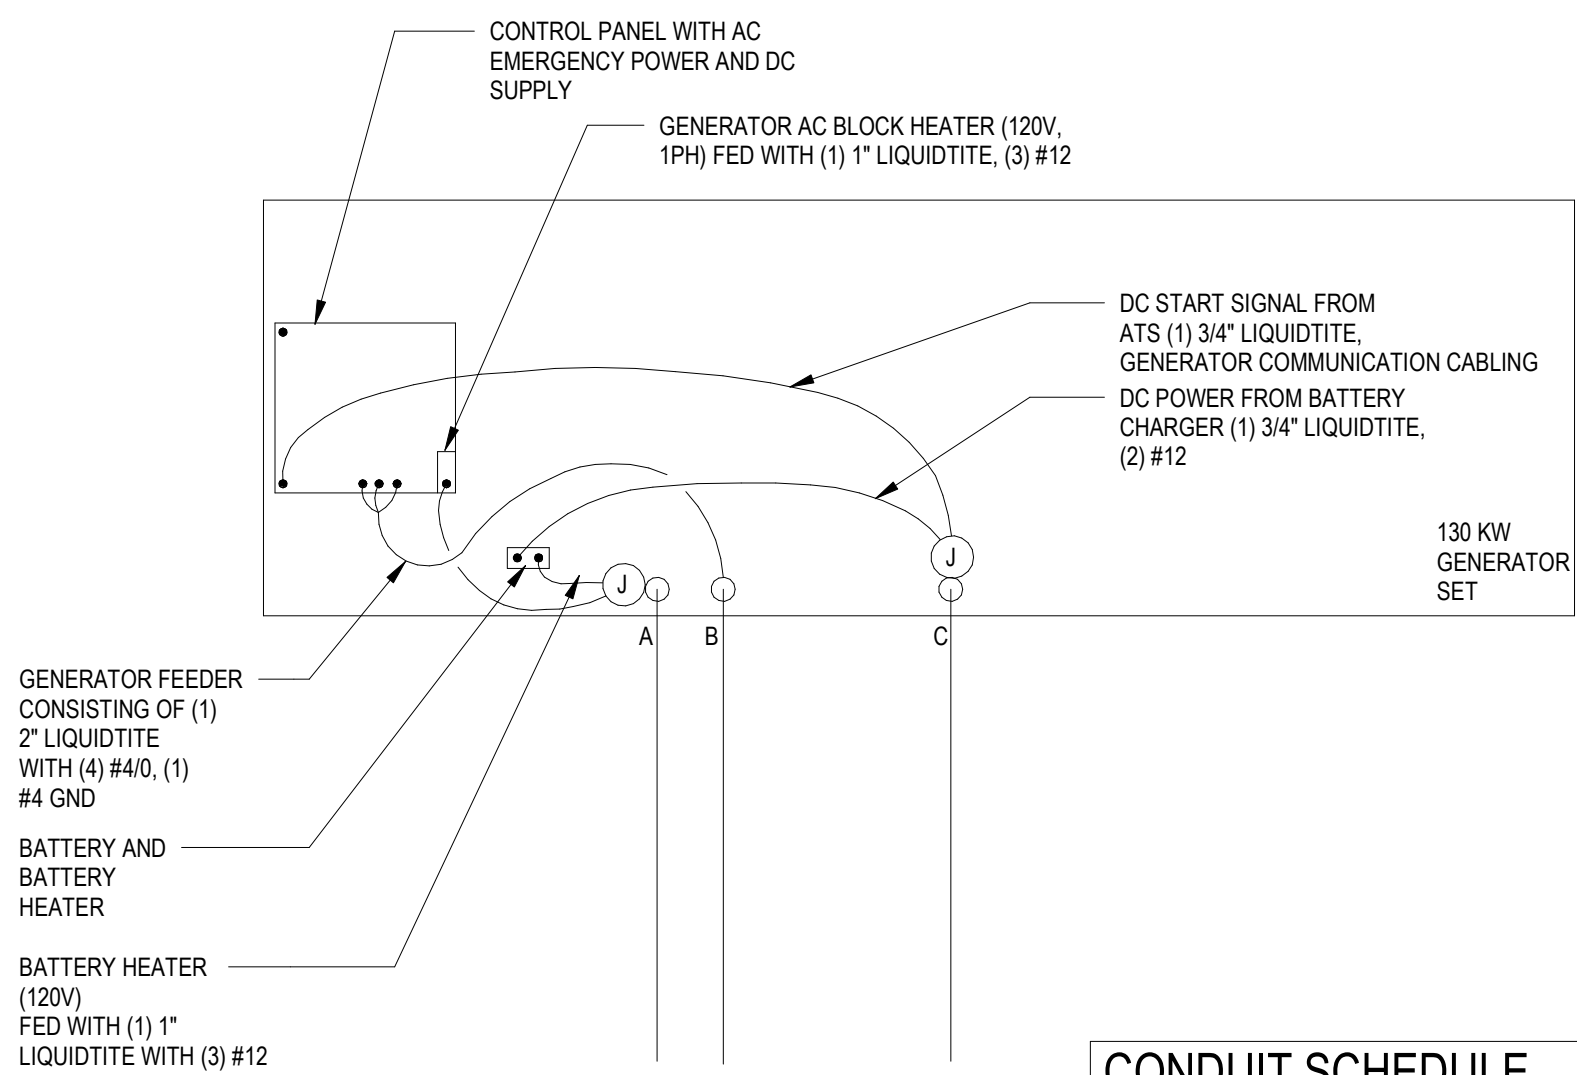 CONTROL PANEL WITH AC
EMERGENCY POWER AND DC
SUPPLY
GENERATOR AC BLOCK HEATER (120V,
1PH) FED WITH (1) 1" LIQUIDTITE, (3) #12
DC START SIGNAL FROM
ATS (1) 3/4" LIQUIDTITE,
GENERATOR COMMUNICATION CABLING
DC POWER FROM BATTERY
CHARGER (1) 3/4" LIQUIDTITE,
(2) #12
130 KW
GENERATOR
SET
J
J
A
B
C
GENERATOR FEEDER
CONSISTING OF (1)
2" LIQUIDTITE
WITH (4) #4/0, (1)
#4 GND
BATTERY AND
BATTERY
HEATER
BATTERY HEATER
(120V)
FED WITH (1) 1"
LIQUIDTITE WITH (3) #12
CONDUIT SCHEDULE